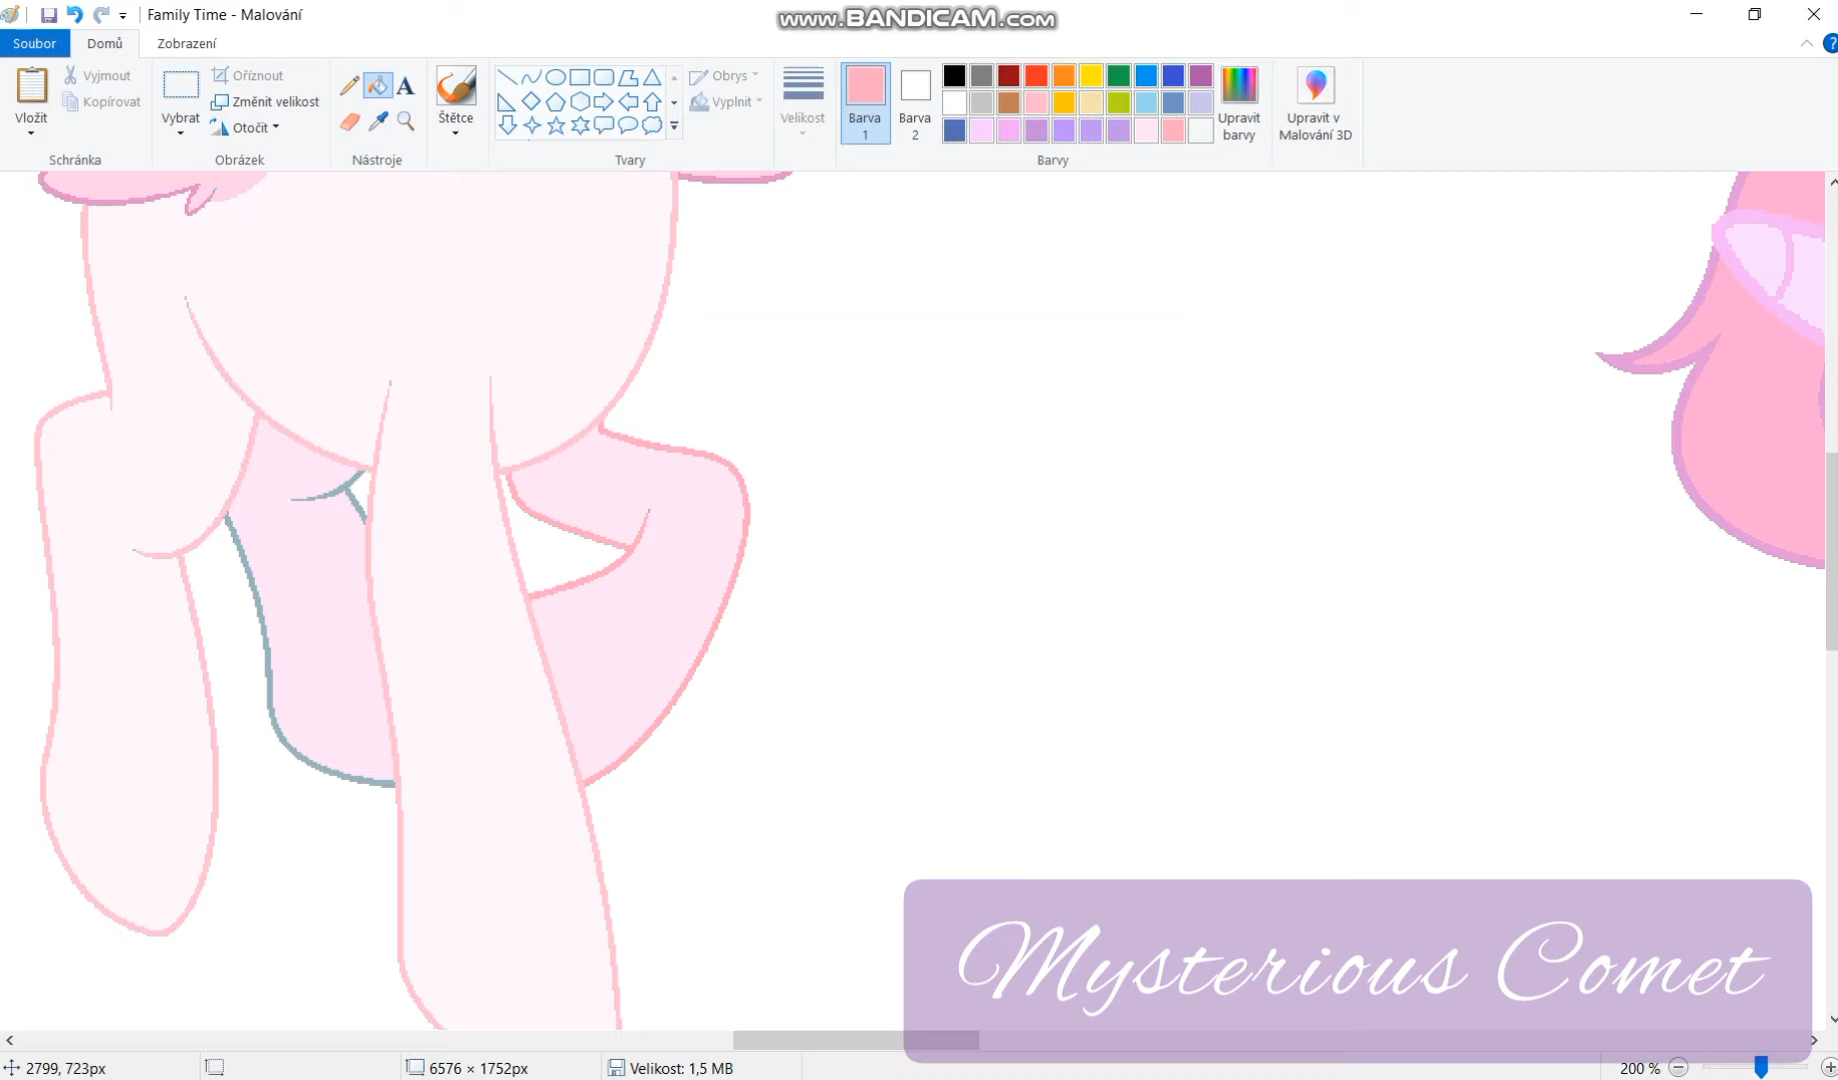 Family Time - Malování
www.BANDICAM.com
Soubor
Domů
Zobrazení
Vložit
Vyjmout
Kopírovat
Schránka
Vybrat
Oříznout
Změnit velikost
Otočit
Obrázek
A
Nástroje
Štětce
Tvary
Obrys
Vyplnit
Velikost
Barva
1
Barva
2
Barvy
Upravit
barvy
Upravit v
Malování 3D
?
Mysterious Comet
2799, 723px
6576 × 1752px
Velikost: 1,5 MB
200 %